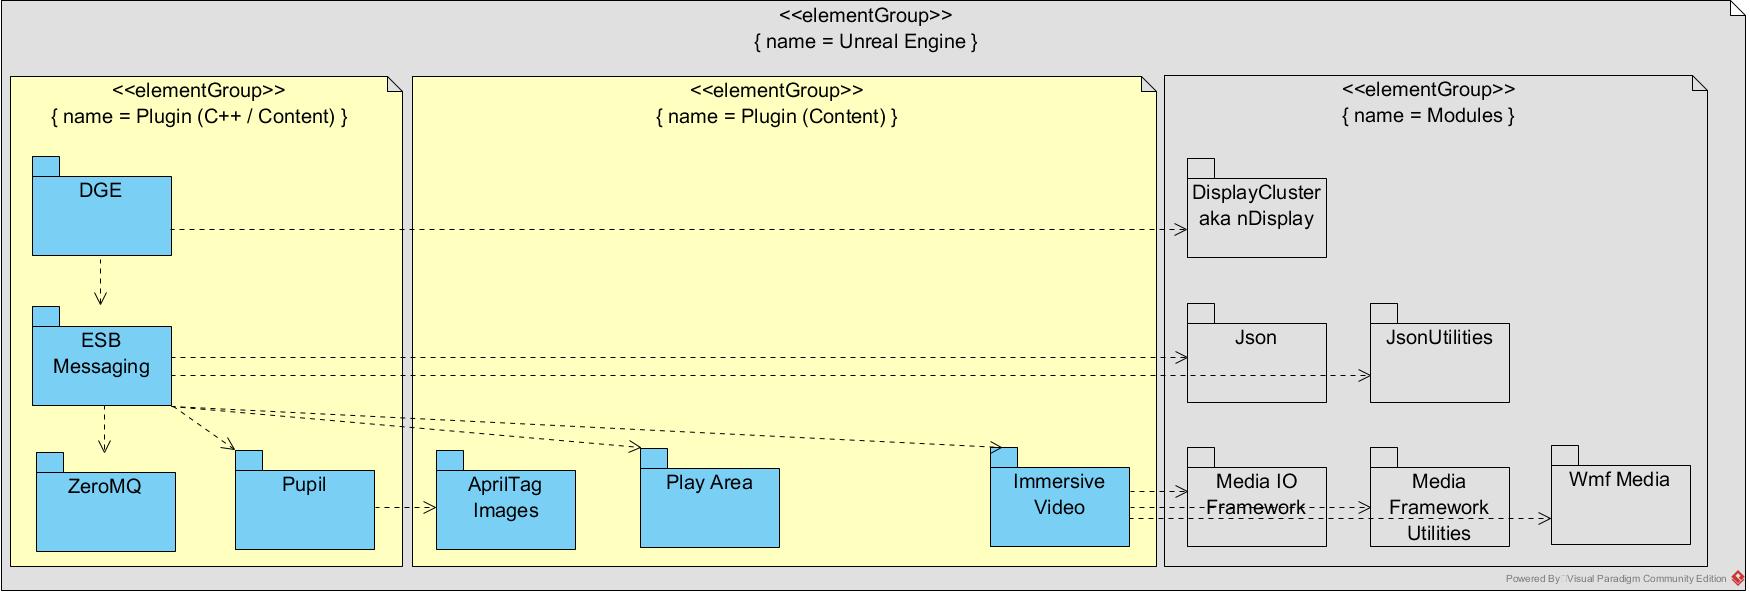 <<elementGroup>>
{ name = Unreal Engine }
<<elementGroup>>
{ name = Plugin (C++ / Content) }
DGE
ESB
Messaging
ZeroMQ
Pupil
<<elementGroup>>
{ name = Plugin (Content) }
AprilTag
Images
Play Area
Immersive
Video
<<elementGroup>>
{ name = Modules }
DisplayCluster
aka nDisplay
Json
JsonUtilities
Media IO
Framework
Media
Framework
Utilities
Wmf Media
Powered By Visual Paradigm Community Edition